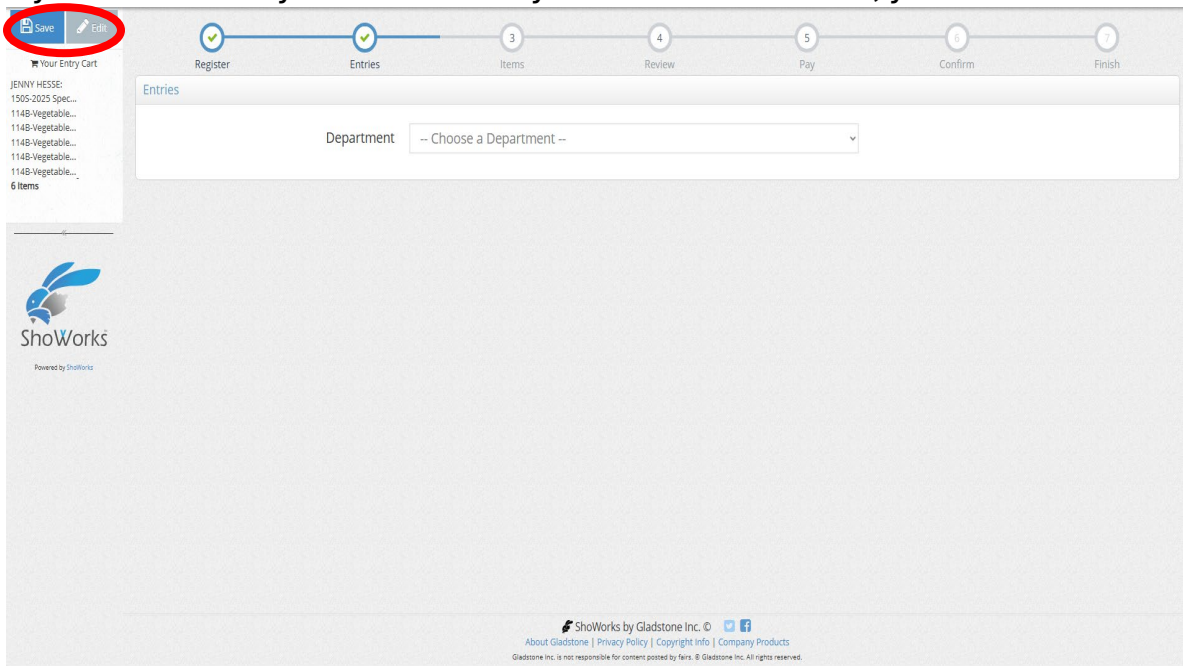 Save Edit
Your Entry Cart
JENNY HESSE:
150S-2025 Spec...
114B-Vegetable...
114B-Vegetable...
114B-Vegetable...
114B-Vegetable...
114B-Vegetable...
6 Items
ShoWorks
Powered by ShoWorks
3 4 5 6 7
Register Entries Items Review Pay Confirm Finish
Entries
Department -- Choose a Department --
ShoWorks by Gladstone Inc. ©
About Gladstone | Privacy Policy | Copyright Info | Company Products
Gladstone Inc. is not responsible for content posted by fairs. © Gladstone Inc. All rights reserved.